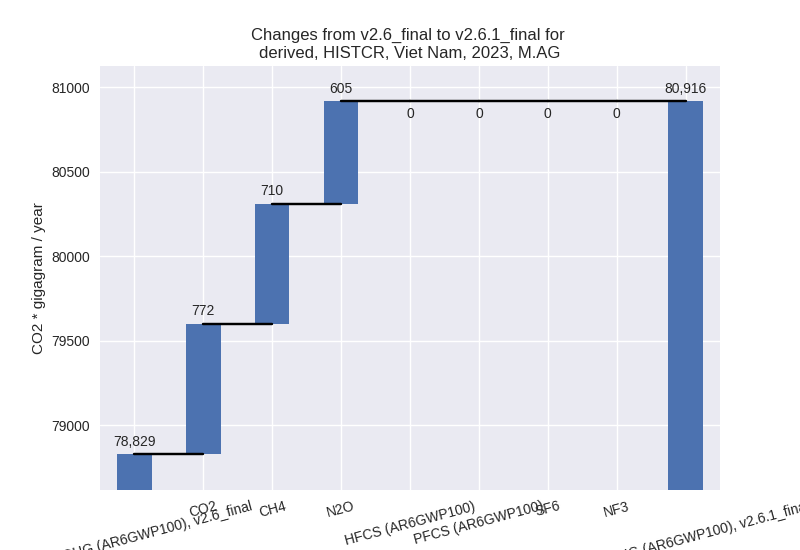 Changes from v2.6_final to v2.6.1_final for
derived, HISTCR, Viet Nam, 2023, M.AG
CO2 * gigagram / year
81000
80500
80000
79500
79000
78,829
772
710
605
0
0
0
0
80,916
(AR6GWP100), v2.6_final
CO2
CH4
N2O
HFCS (AR6GWP100)
PFCS (AR6GWP100)
SF6
NF3
(AR6GWP100), v2.6.1_fina